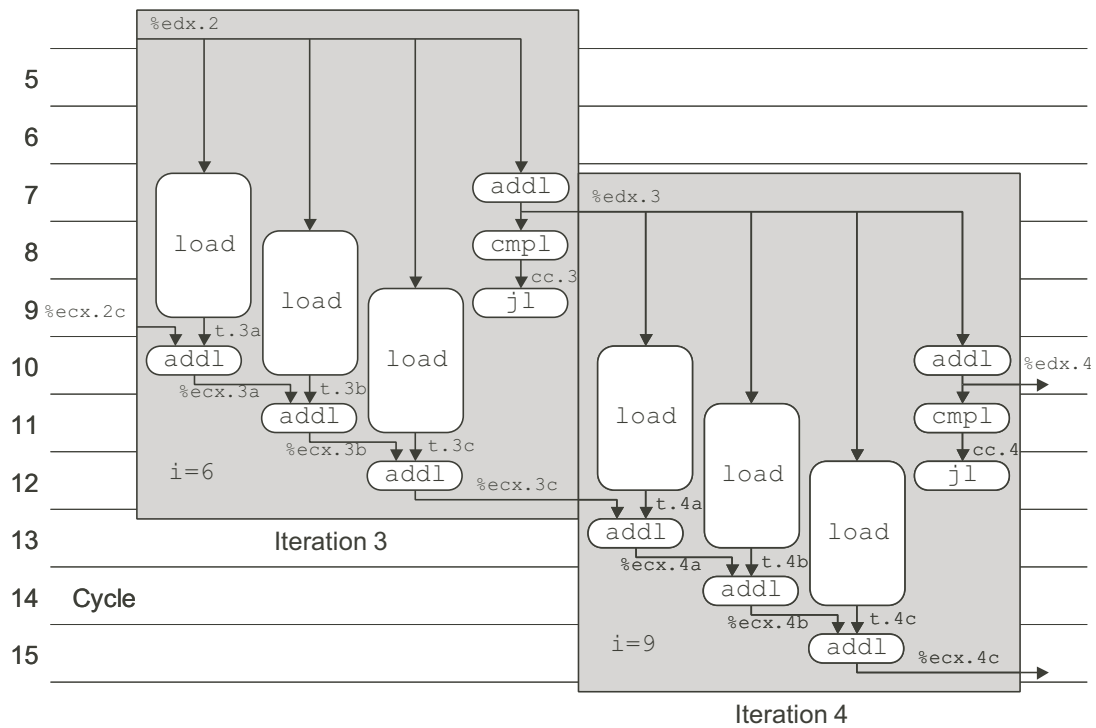 %edx.2
5
6
7
addl
%edx.3
load
8
cmpl
load
cc.3
9
%ecx.2c
load
jl
t.3a
10
addl
addl
%edx.4
%ecx.3a
t.3b
load
11
addl
cmpl
%ecx.3b
t.3c
load
cc.4
12
i=6
addl
%ecx.3c
load
jl
t.4a
13
Iteration 3
addl
%ecx.4a
t.4b
14 Cycle
addl
%ecx.4b
t.4c
15
i=9
addl
%ecx.4c
Iteration 4